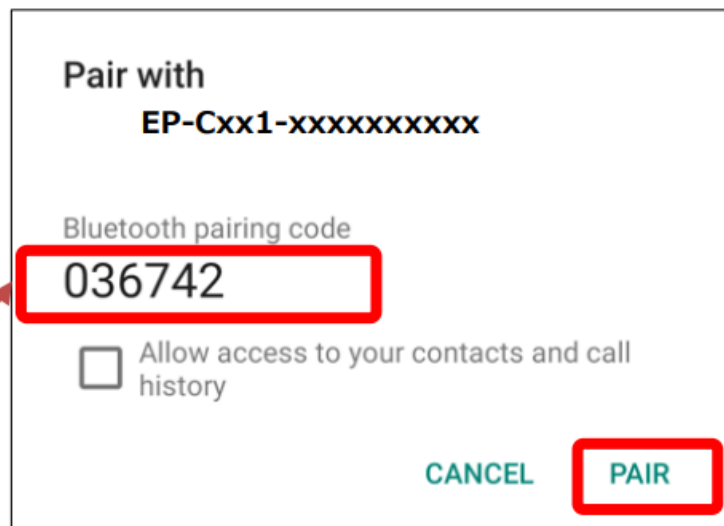 Pair with
EP-Cxx1-xxxxxxxxxx
Bluetooth pairing code
036742
Allow access to your contacts and call
history
CANCEL PAIR